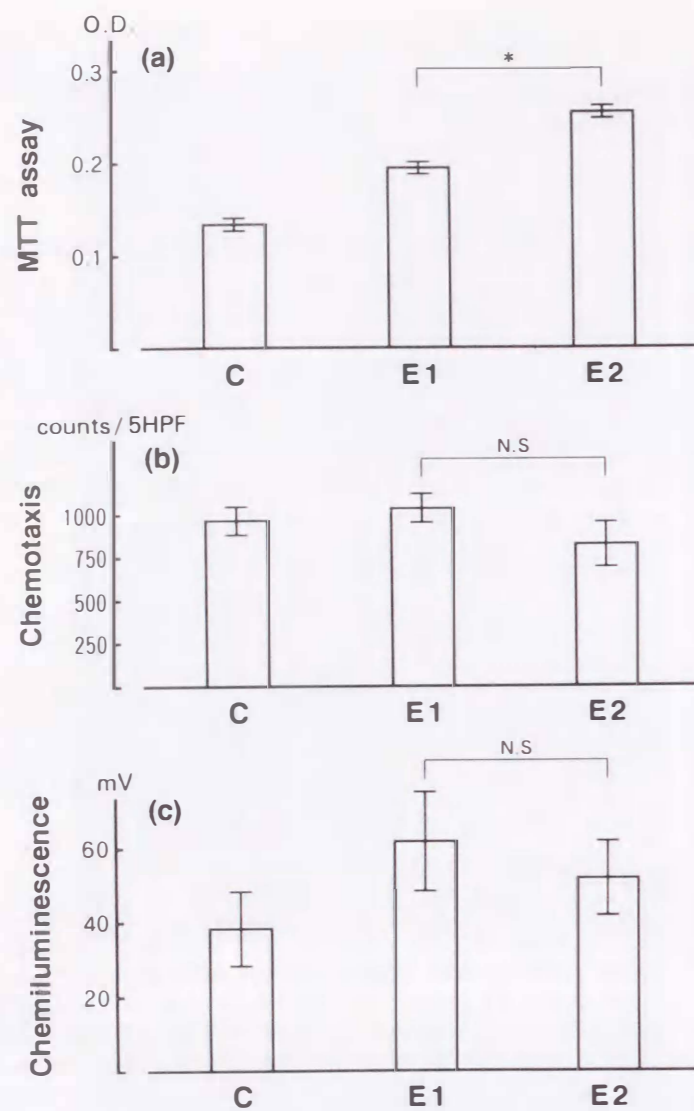 O.D.
(a)
*
0.3
0.2
0.1
MTT assay
C E1 E2
counts / 5HPF
(b)
N.S
1000
750
500
250
Chemotaxis
C E1 E2
N.S
mV
(c)
60
40
20
Chemiluminescence
C E1 E2